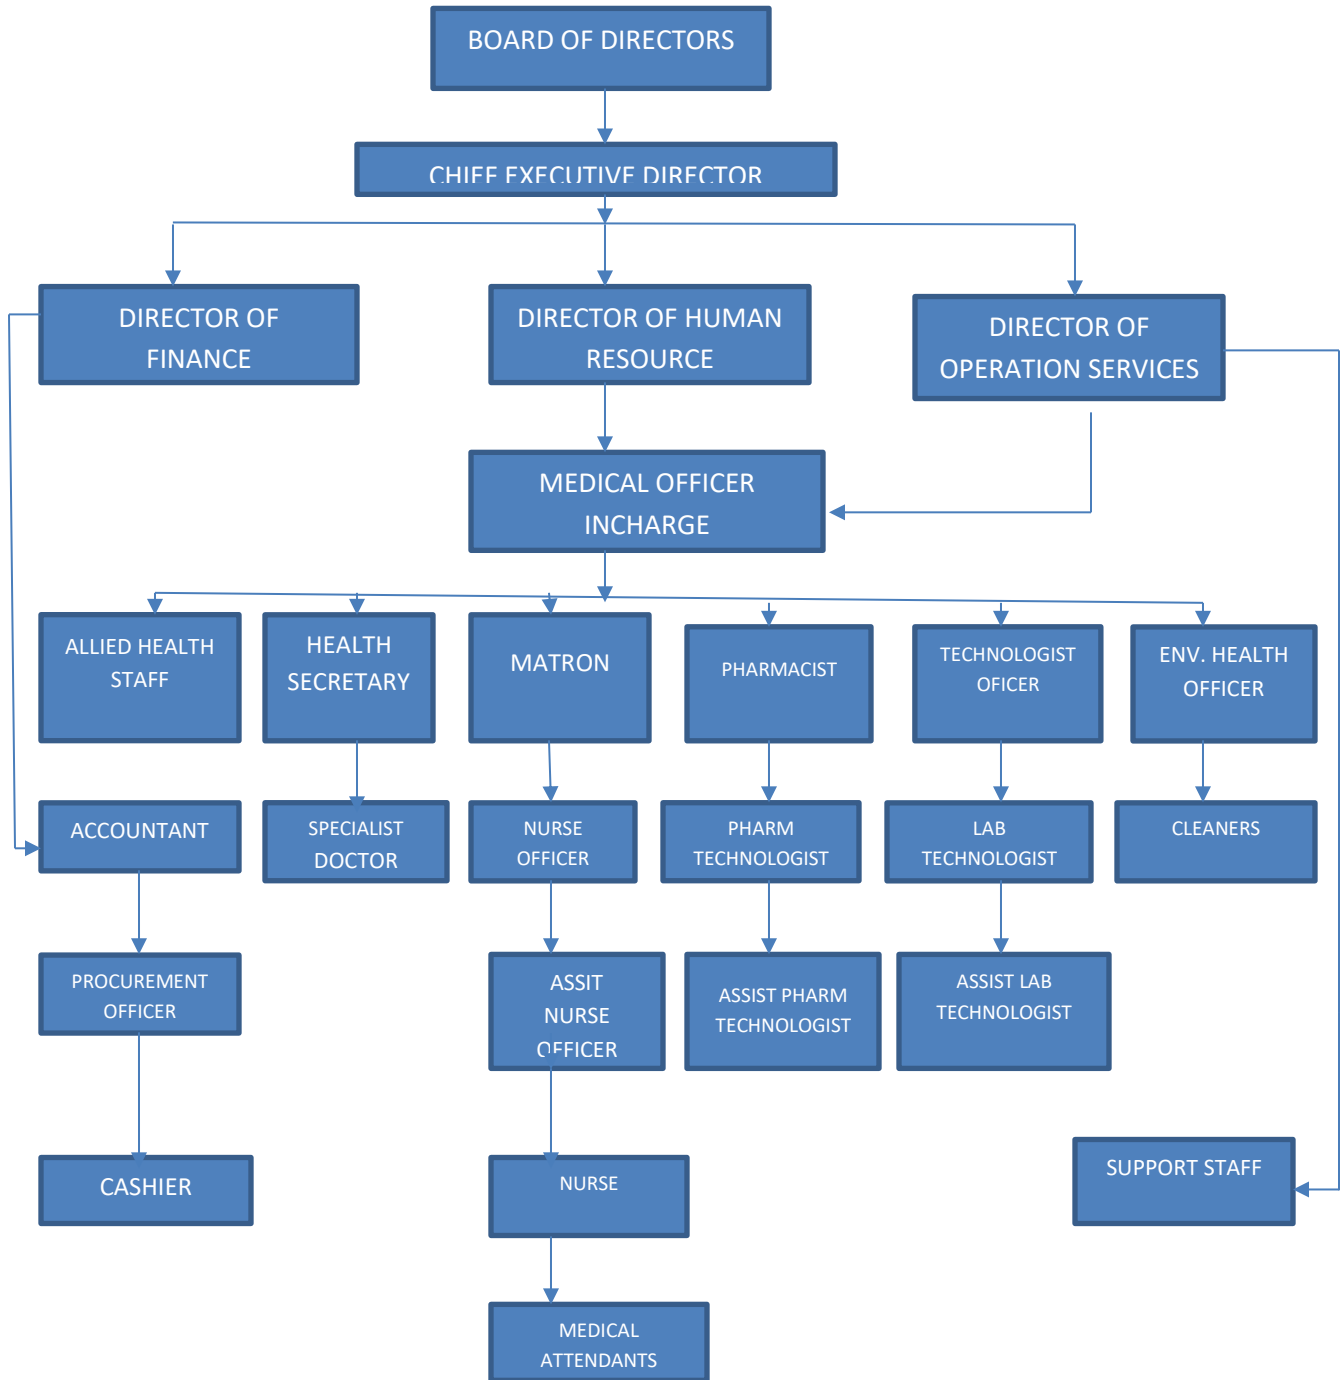 BOARD OF DIRECTORS
CHIEF EXECUTIVE DIRECTOR
DIRECTOR OF
FINANCE
DIRECTOR OF HUMAN
RESOURCE
DIRECTOR OF
OPERATION SERVICES
MEDICAL OFFICER
INCHARGE
ALLIED HEALTH
STAFF
HEALTH
SECRETARY
MATRON
PHARMACIST
TECHNOLOGIST
OFICER
ENV. HEALTH
OFFICER
ACCOUNTANT
SPECIALIST
DOCTOR
NURSE
OFFICER
PHARM
TECHNOLOGIST
LAB
TECHNOLOGIST
CLEANERS
PROCUREMENT
OFFICER
ASSIT
NURSE
OFFICER
ASSIST PHARM
TECHNOLOGIST
ASSIST LAB
TECHNOLOGIST
CASHIER
NURSE
SUPPORT STAFF
MEDICAL
ATTENDANTS